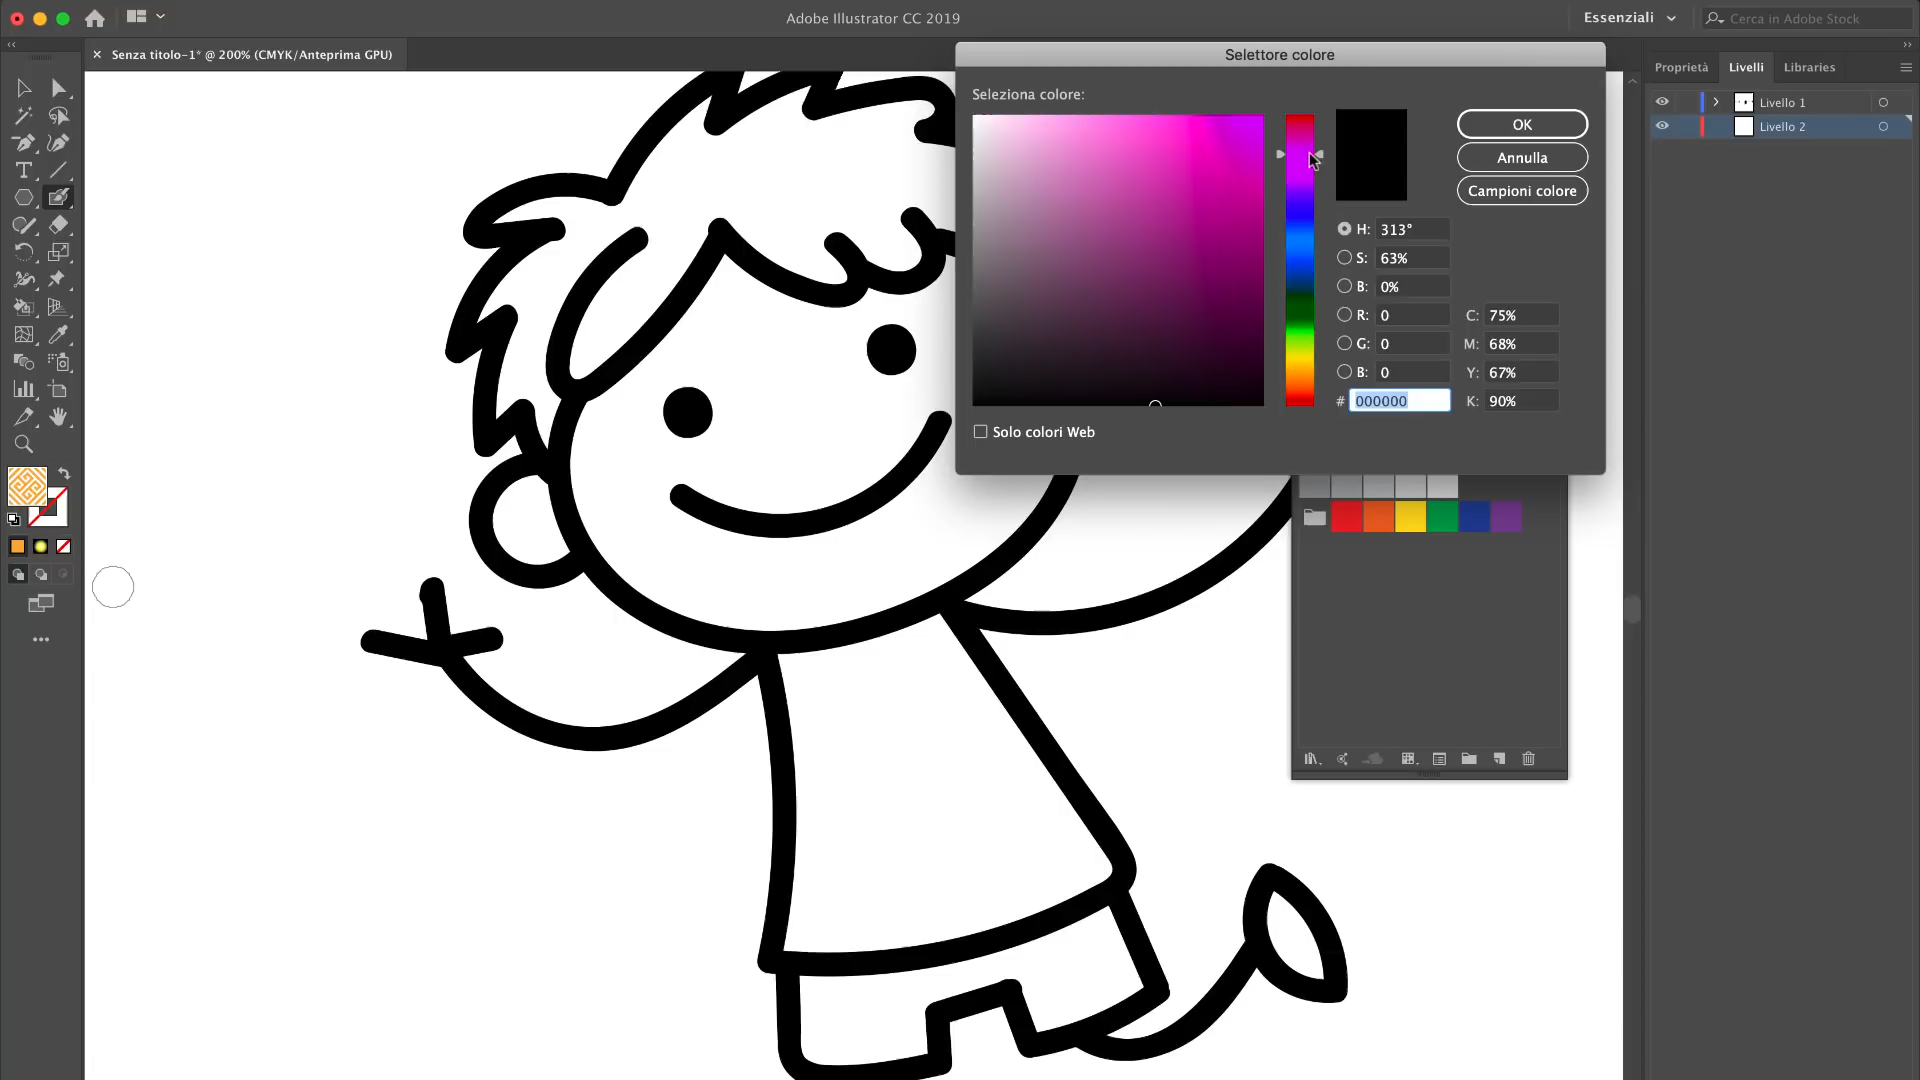 Adobe Illustrator CC 2019
Essenziali
Cerca in Adobe Stock
Senza titolo-1* @ 200% (CMYK/Anteprima GPU)
Selettore colore
Seleziona colore:
OK
Annulla
Campioni colore
H: 313°
S: 63%
B: 0%
R: 0
G: 0
B: 0
# 000000
C: 75%
M: 68%
Y: 67%
K: 90%
Solo colori Web
Proprietà
Livelli
Libraries
Livello 1
Livello 2